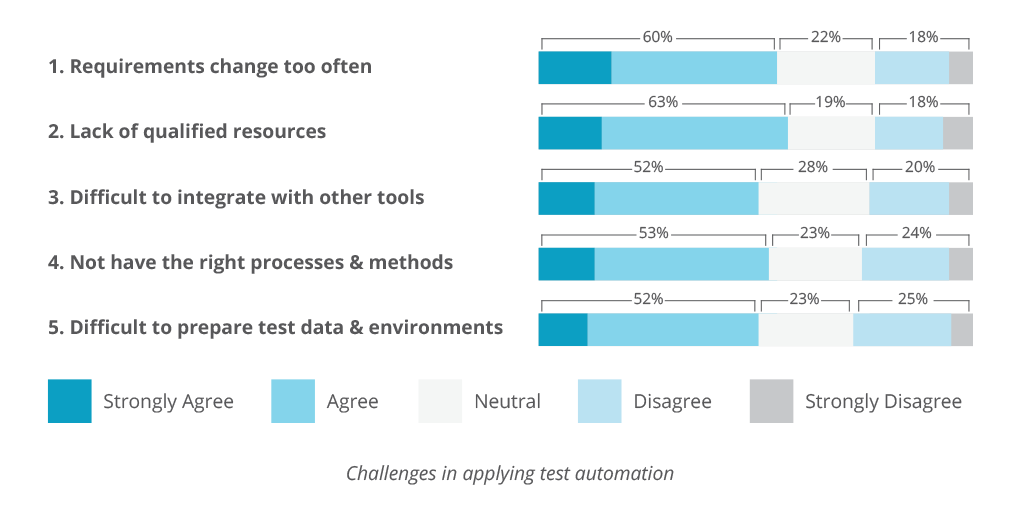 60% 22% 18%
1. Requirements change too often
63% 19% 18%
2. Lack of qualified resources
52% 28% 20%
3. Difficult to integrate with other tools
53% 23% 24%
4. Not have the right processes & methods
52% 23% 25%
5. Difficult to prepare test data & environments
Strongly Agree Agree Neutral Disagree Strongly Disagree
Challenges in applying test automation